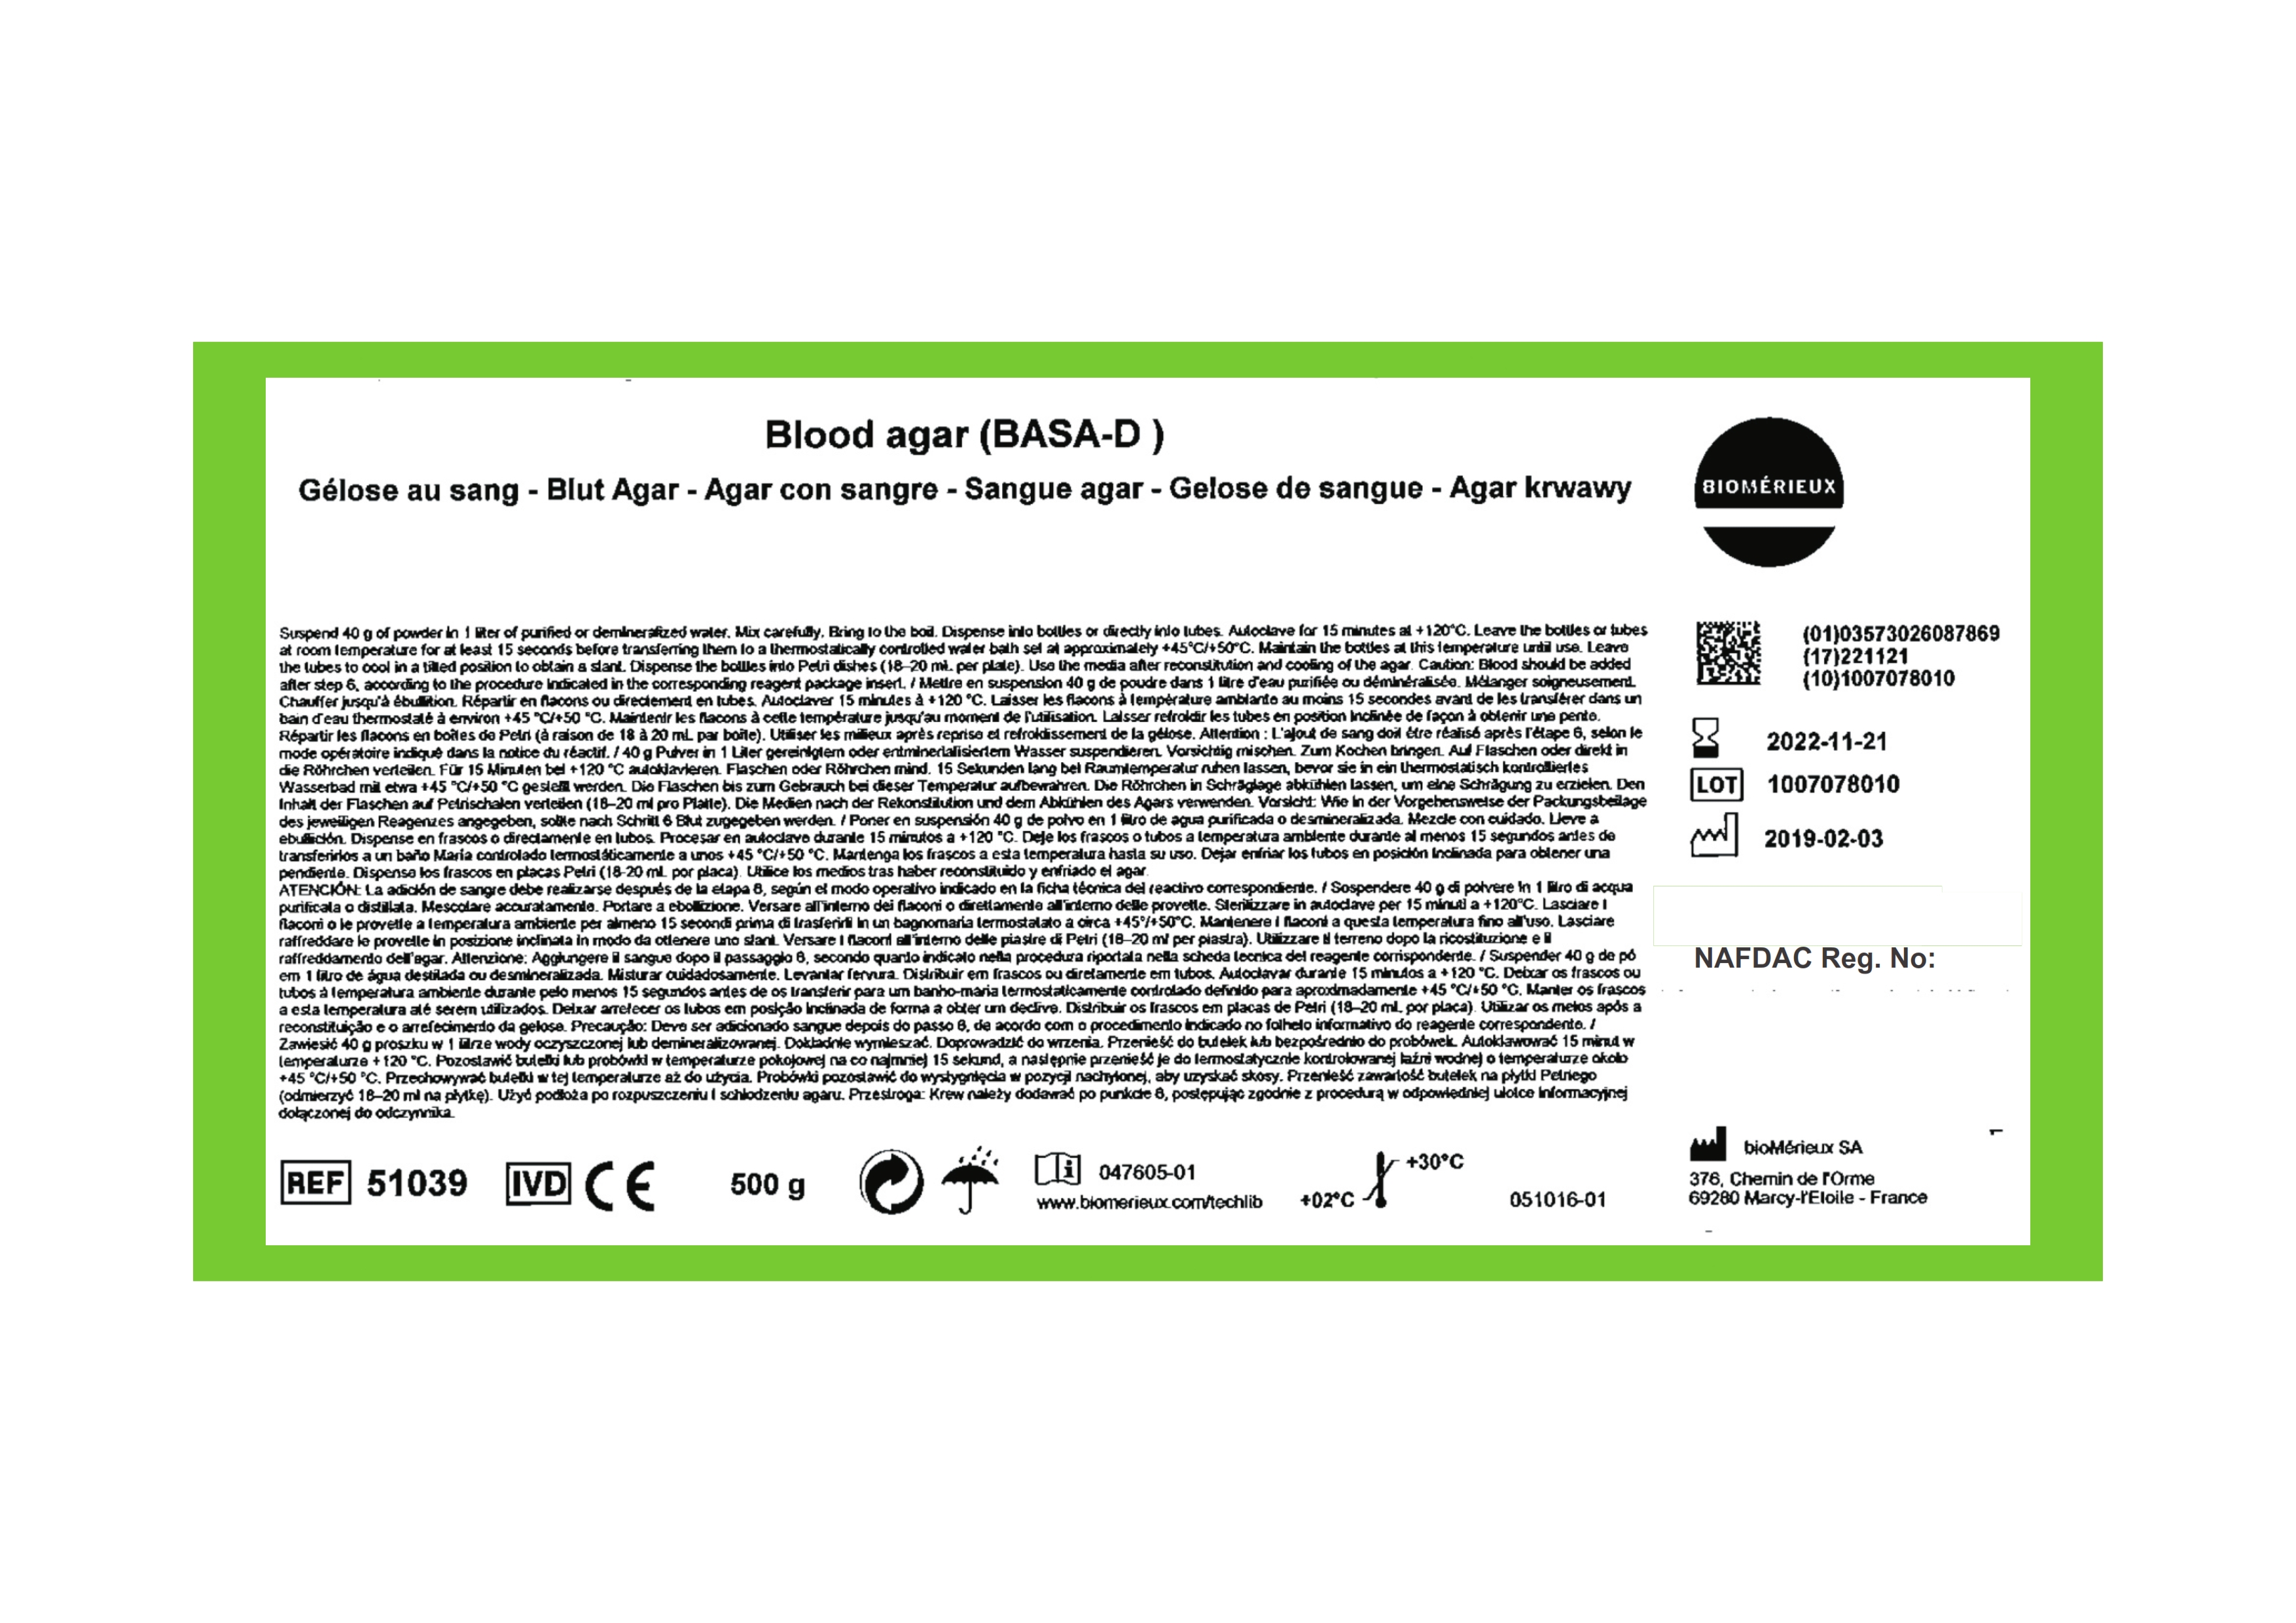 Blood agar (BASA-D )
Gélose au sang - Blut Agar - Agar con sangre - Sangue agar - Gelose de sangue - Agar krwawy
BIOMÉRIEUX
Suspend 40 g of powder in 1 liter of purified or demineralized water. Mix carefully. Bring to the boil. Dispense into bottles or directly into tubes. Autoclave for 15 minutes at +120°C. Leave the bottles or tubes
at room temperature for at least 15 seconds before transferring them to a thermostatically controlled water bath set at approximately +45°C/+50°C. Maintain the bottles at this temperature until use. Leave
the tubes to cool in a tilted position to obtain a slant. Dispense the bottles into Petri dishes (18–20 mL per plate). Use the media after reconstitution and cooling of the agar. Caution: Blood should be added
after step 6, according to the procedure indicated in the corresponding reagent package insert. / Mettre en suspension 40 g de poudre dans 1 litre d'eau purifiée ou déminéralisée. Mélanger soigneusement.
Chauffer jusqu'à ébullition. Répartir en flacons ou directement en tubes. Autoclaver 15 minutes à +120 °C. Laisser les flacons à température ambiante au moins 15 secondes avant de les transférer dans un
bain d'eau thermostaté à environ +45 °C/+50 °C. Maintenir les flacons à cette température jusqu'au moment de l'utilisation. Laisser refroidir les tubes en position inclinée de façon à obtenir une pente.
Répartir les flacons en boîtes de Petri (à raison de 18 à 20 mL par boîte). Utiliser les milieux après reprise et refroidissement de la gélose. Attention : L'ajout de sang doit être réalisé après l'étape 6, selon le
mode opératoire indiqué dans la notice du réactif. / 40 g Pulver in 1 Liter gereinigtem oder entminerlalisiertem Wasser suspendieren. Vorsichtig mischen. Zum Kochen bringen. Auf Flaschen oder direkt in
die Röhrchen verteilen. Für 15 Minuten bei +120 °C autoklavieren. Flaschen oder Röhrchen mind. 15 Sekunden lang bei Raumtemperatur ruhen lassen, bevor sie in ein thermostatisch kontrolliertes
Wasserbad mit etwa +45 °C/+50 °C gestellt werden. Die Flaschen bis zum Gebrauch bei dieser Temperatur aufbewahren. Die Röhrchen in Schräglage abkühlen lassen, um eine Schrägung zu erzielen. Den
Inhalt der Flaschen auf Petrischalen verteilen (18–20 ml pro Platte). Die Medien nach der Rekonstitution und dem Abkühlen des Agars verwenden. Vorsicht: Wie in der Vorgehensweise der Packungsbeilage
des jeweiligen Reagenzes angegeben, sollte nach Schritt 6 Blut zugegeben werden. / Poner en suspensión 40 g de polvo en 1 litro de agua purificada o desmineralizada. Mezcle con cuidado. Lleve a
ebullición. Dispense en frascos o directamente en tubos. Procesar en autoclave durante 15 minutos a +120 °C. Deje los frascos o tubos a temperatura ambiente durante al menos 15 segundos antes de
transferirlos a un baño María controlado termostáticamente a unos +45 °C/+50 °C. Mantenga los frascos a esta temperatura hasta su uso. Dejar enfriar los tubos en posición inclinada para obtener una
pendiente. Dispense los frascos en placas Petri (18-20 mL por placa). Utilice los medios tras haber reconstituido y enfriado el agar.
ATENCIÓN: La adición de sangre debe realizarse después de la etapa 6, según el modo operativo indicado en la ficha técnica del reactivo correspondiente. / Sospendere 40 g di polvere in 1 litro di acqua
purificata o distillata. Mescolare accuratamente. Portare a ebollizione. Versare all'interno dei flaconi o direttamente all'interno delle provette. Sterilizzare in autoclave per 15 minuti a +120°C. Lasciare i
flaconi o le provette a temperatura ambiente per almeno 15 secondi prima di trasferirli in un bagnomaria termostatato a circa +45°/+50°C. Mantenere i flaconi a questa temperatura fino all'uso. Lasciare
raffreddare le provette in posizione inclinata in modo da ottenere uno slant. Versare i flaconi all'interno delle piastre di Petri (18–20 ml per piastra). Utilizzare il terreno dopo la ricostituzione e il
raffreddamento dell'agar. Attenzione: Aggiungere il sangue dopo il passaggio 6, secondo quanto indicato nella procedura riportata nella scheda tecnica del reagente corrispondente. / Suspender 40 g de pó
em 1 litro de água destilada ou desmineralizada. Misturar cuidadosamente. Levantar fervura. Distribuir em frascos ou diretamente em tubos. Autoclavar durante 15 minutos a +120 °C. Deixar os frascos ou
tubos à temperatura ambiente durante pelo menos 15 segundos antes de os transferir para um banho-maria termostaticamente controlado definido para aproximadamente +45 °C/+50 °C. Manter os frascos
a esta temperatura até serem utilizados. Deixar arrefecer os tubos em posição inclinada de forma a obter um declive. Distribuir os frascos em placas de Petri (18–20 mL por placa). Utilizar os meios após a
reconstituição e o arrefecimento da gelose. Precaução: Deve ser adicionado sangue depois do passo 6, de acordo com o procedimento indicado no folheto informativo do reagente correspondente. /
Zawiesić 40 g proszku w 1 litrze wody oczyszczonej lub demineralizowanej. Dokładnie wymieszać. Doprowadzić do wrzenia. Przenieść do butelek lub bezpośrednio do probówek. Autoklawować 15 minut w
temperaturze +120 °C. Pozostawić butelki lub probówki w temperaturze pokojowej na co najmniej 15 sekund, a następnie przenieść je do termostatycznie kontrolowanej łaźni wodnej o temperaturze około
+45 °C/+50 °C. Przechowywać butelki w tej temperaturze aż do użycia. Probówki pozostawić do wystygnięcia w pozycji nachylonej, aby uzyskać skosy. Przenieść zawartość butelek na płytki Petriego
(odmierzyć 18–20 ml na płytkę). Użyć podłoża po rozpuszczeniu i schłodzeniu agaru. Przestroga: Krew należy dodawać po punkcie 6, postępując zgodnie z procedurą w odpowiedniej ulotce informacyjnej
dołączonej do odczynnika.
(01)03573026087869
(17)221121
(10)1007078010
2022-11-21
LOT 1007078010
2019-02-03
NAFDAC Reg. No:
REF 51039 IVD CE 500 g
047605-01
www.biomerieux.com/techlib
+02°C +30°C
051016-01
bioMérieux SA
376, Chemin de l'Orme
69280 Marcy-l'Etoile - France